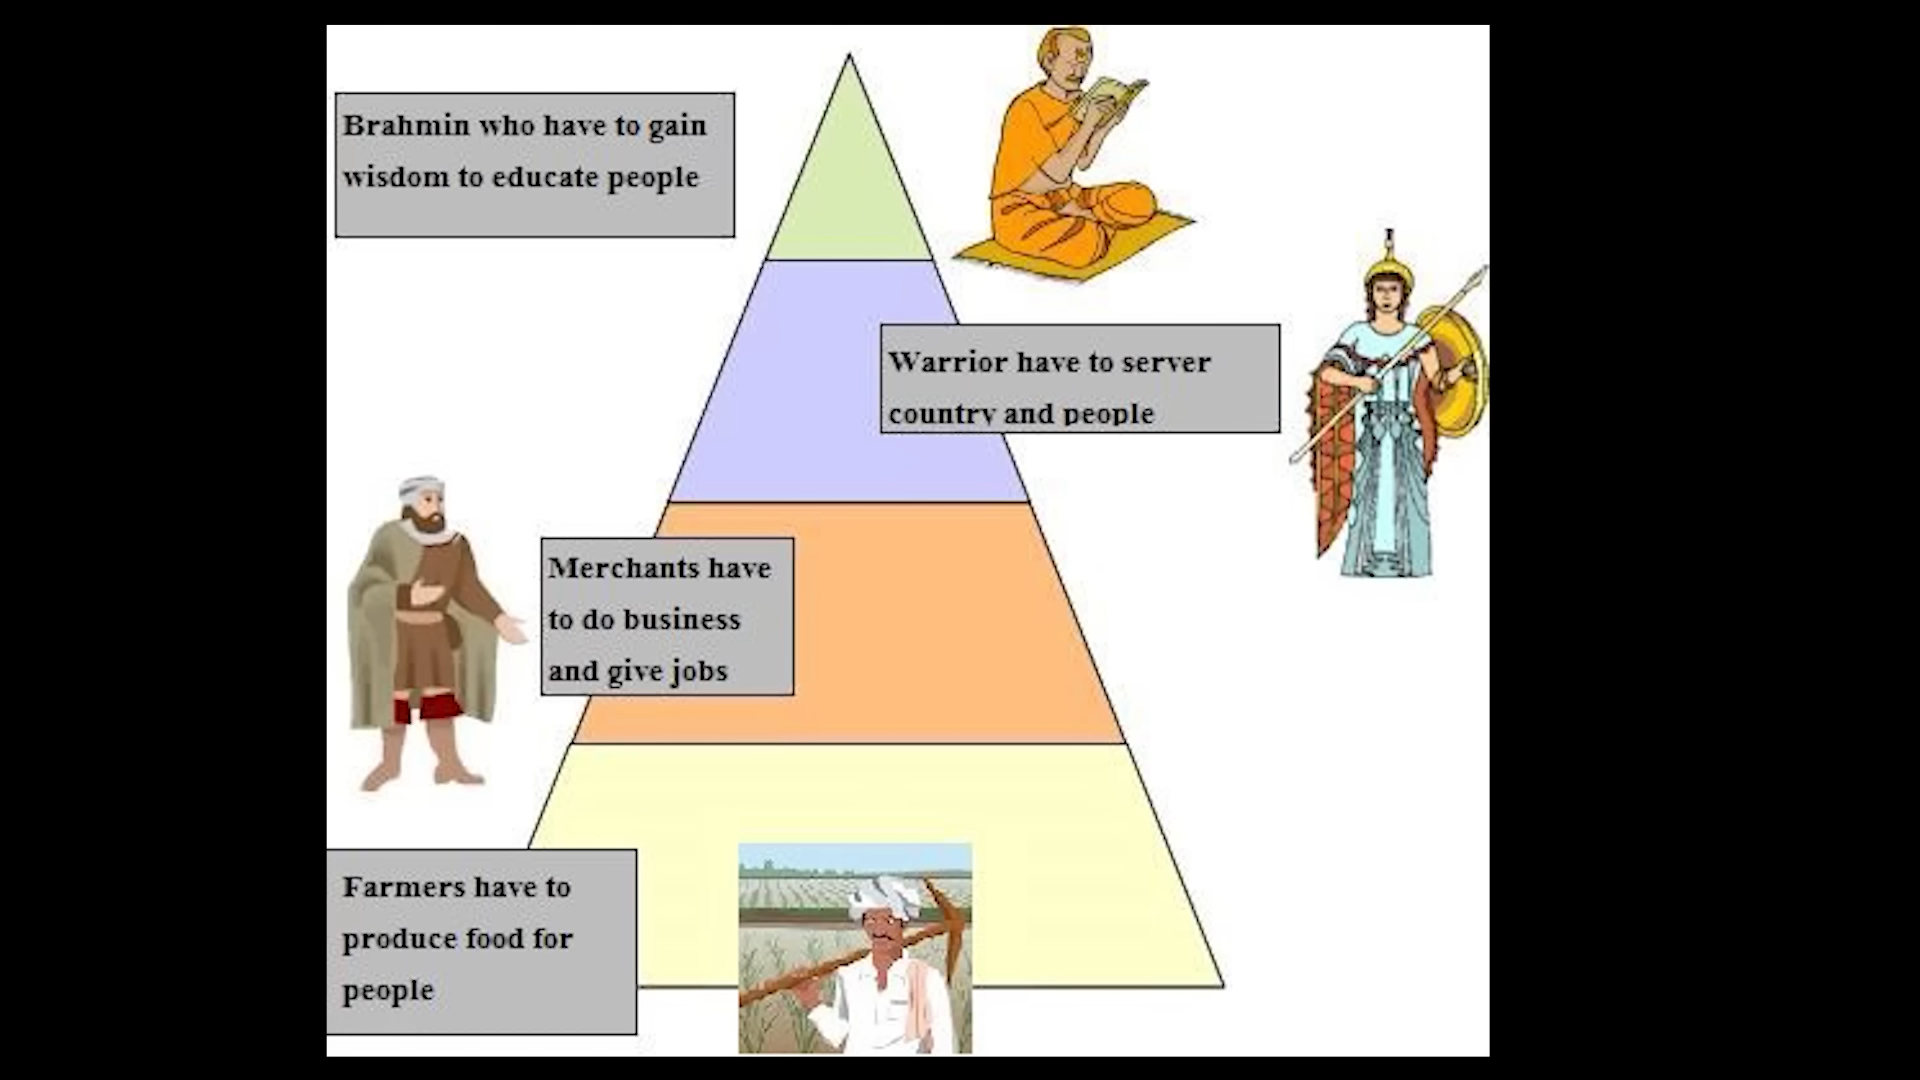 Brahmin who have to gain
wisdom to educate people
Warrior have to server
country and people
Merchants have
to do business
and give jobs
Farmers have to
produce food for
people